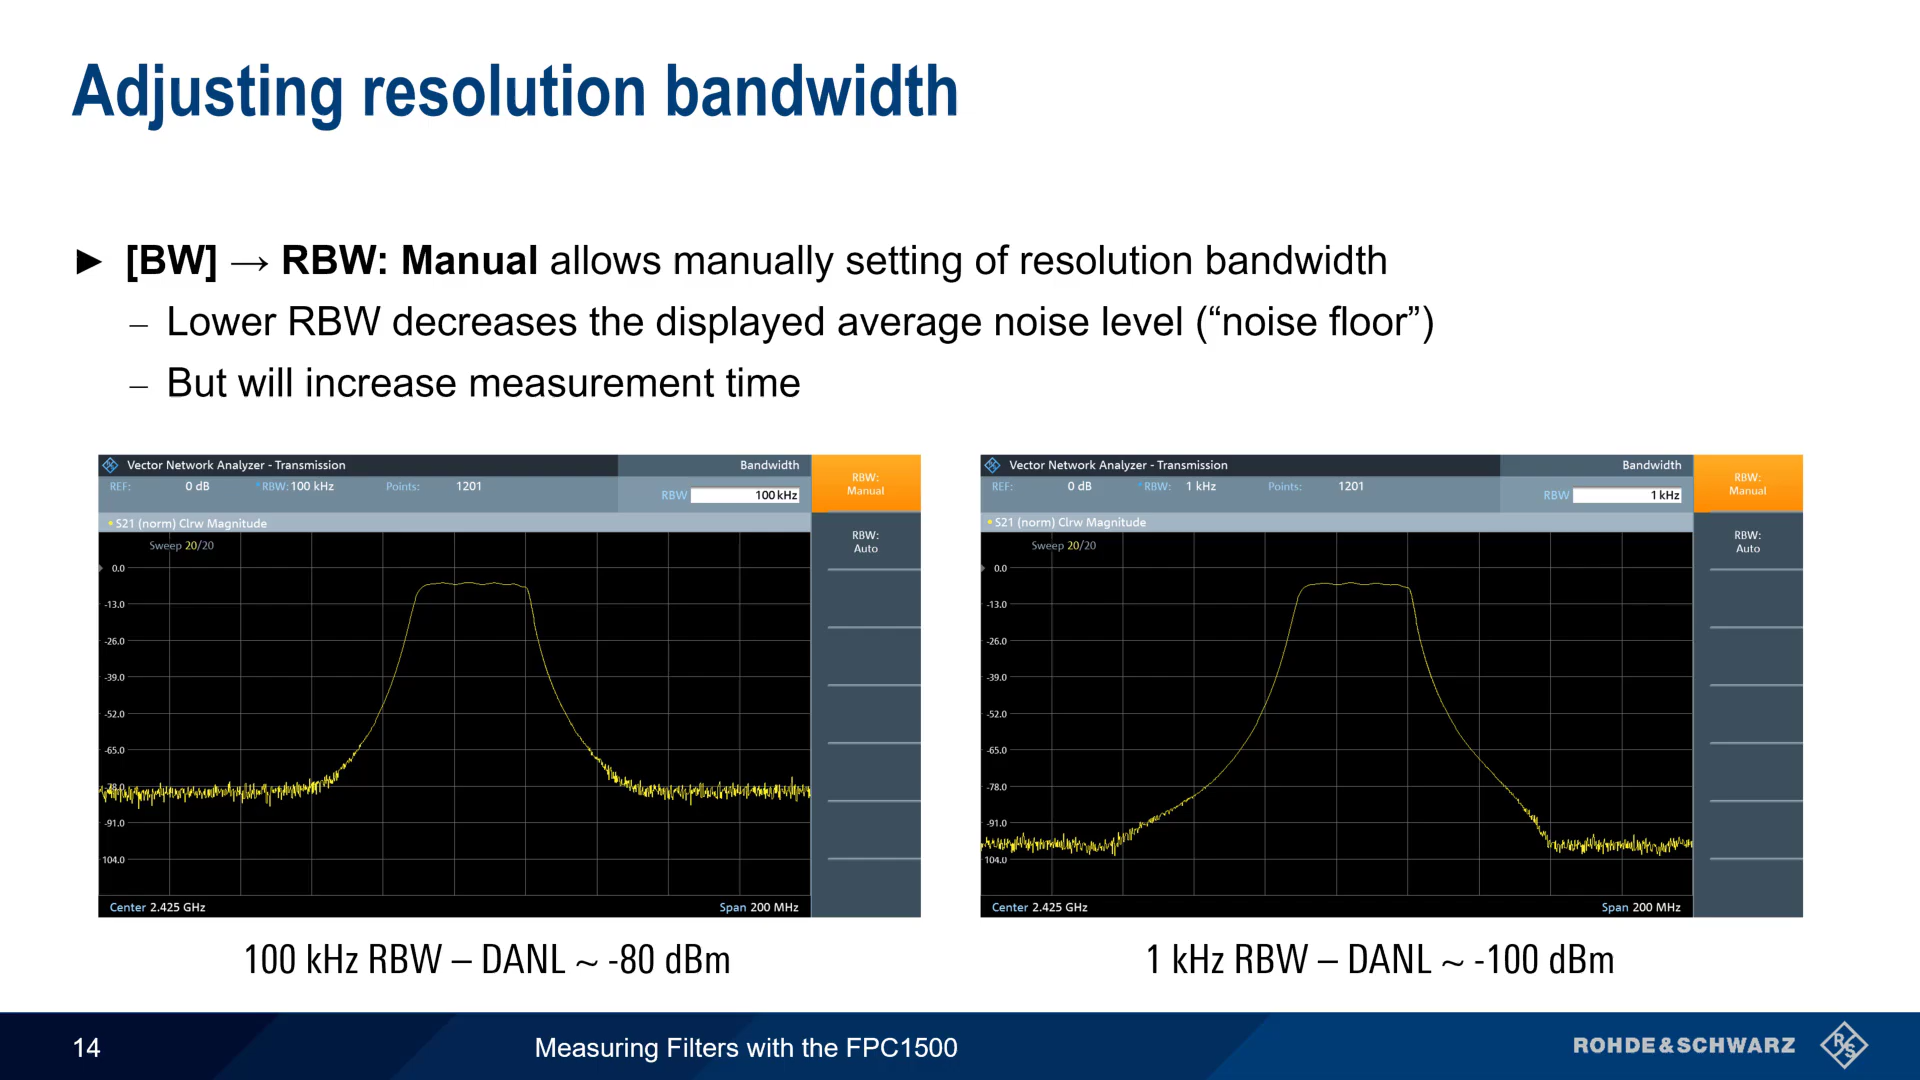 Adjusting resolution bandwidth
► [BW] → RBW: Manual allows manually setting of resolution bandwidth
– Lower RBW decreases the displayed average noise level (“noise floor”)
– But will increase measurement time
Vector Network Analyzer - Transmission
Bandwidth
REF: 0 dB RBW: 100 kHz Points: 1201
RBW 100 kHz
S21 (norm) Clrw Magnitude
Sweep 20/20
0.0
-13.0
-26.0
-39.0
-52.0
-65.0
-78.0
-91.0
104.0
Center 2.425 GHz
Span 200 MHz
RBW:
Manual
RBW:
Auto
Vector Network Analyzer - Transmission
Bandwidth
REF: 0 dB RBW: 1 kHz Points: 1201
RBW 1 kHz
S21 (norm) Clrw Magnitude
Sweep 20/20
0.0
-13.0
-26.0
-39.0
-52.0
-65.0
-78.0
-91.0
104.0
Center 2.425 GHz
Span 200 MHz
RBW:
Manual
RBW:
Auto
100 kHz RBW – DANL ~ -80 dBm
1 kHz RBW – DANL ~ -100 dBm
14
Measuring Filters with the FPC1500
ROHDE&SCHWARZ
R S